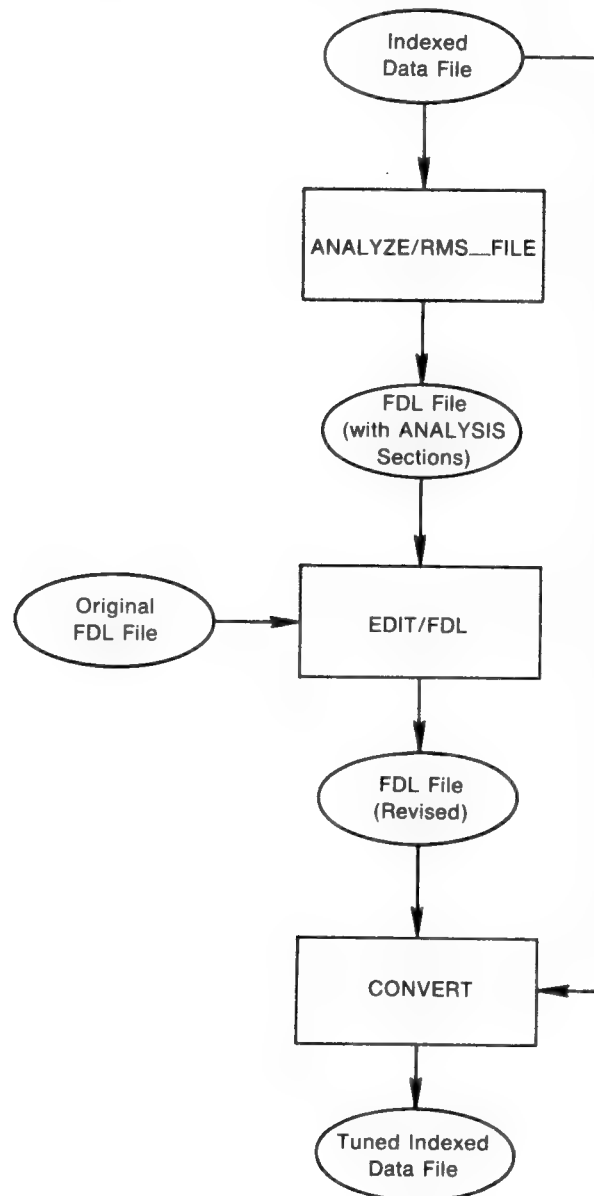 Indexed
Data File
ANALYZE/RMS__FILE
FDL File
(with ANALYSIS
Sections)
Original
FDL File
EDIT/FDL
FDL File
(Revised)
CONVERT
Tuned Indexed
Data File